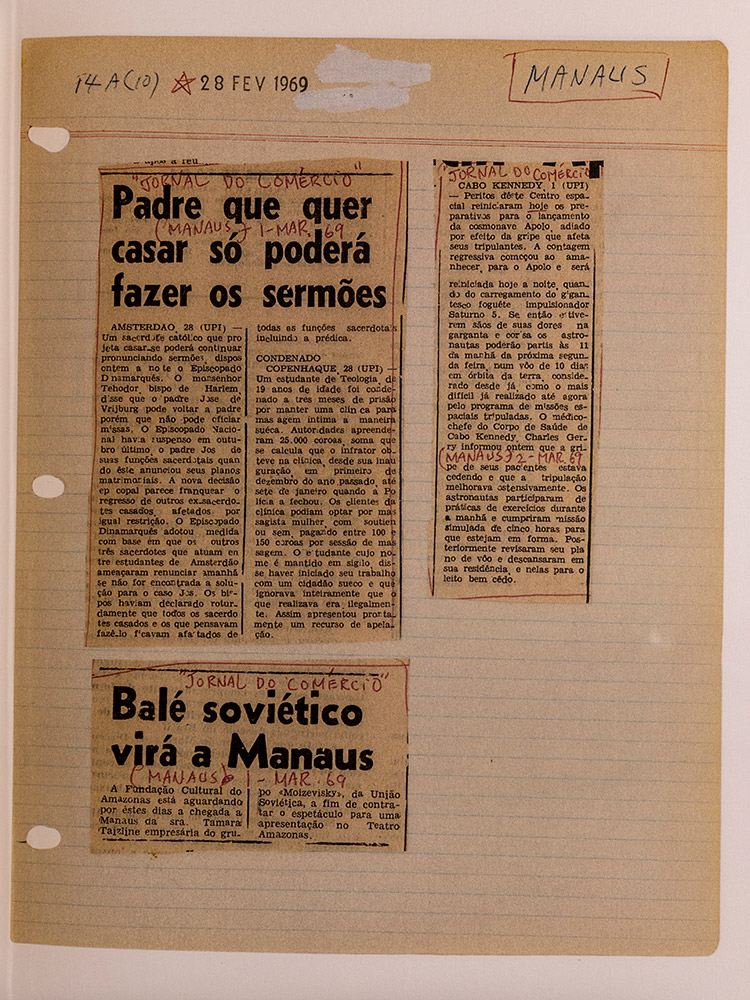 14 A (10) ☆ 28 FEV 1969
MANAUS
"JORNAL DO COMÉRCIO"
Padre que quer
(MANAUS) 1-MAR. 69
casar só poderá
fazer os sermões
AMSTERDAO, 28 (UPI) —
Um sacerdote católico que pro
jeta casar-se poderá continuar
pronunciando sermões, dispos
ontem a noite o Episcopado
Dinamarquês. O monsenhor
Tehodor, bispo de Harlem,
disse que o padre Jose de
Vrijburg pode voltar a padre
porém que não pode oficiar
missas. O Episcopado Nacio-
nal havia suspenso em outu-
bro último, o padre Jos de
suas funções sacerdotais quan
do êste anunciou seus planos
matrimoniais. A nova decisão
episcopal parece franquear o
regresso de outros ex-sacerdo-
tes casados, afetados por
igual restrição. O Episcopado
Dinamarquês adotou medida
com base em que os outros
três sacerdotes que atuam en
tre estudantes de Amsterdão
ameaçaram renunciar amanhã
se não for encontrada a solu-
ção para o caso Jos. Os bis-
pos haviam declarado rotun-
damente que todos os sacerdo
tes casados e os que pensavam
fazê-lo ficavam afastados de
todas as funções sacerdotais
incluindo a prédica.
CONDENADO
COPENHAQUE, 28 (UPI) —
Um estudante de Teologia, de
19 anos de idade foi conde-
nado a três meses de prisão
por manter uma clinica para
massagem íntima a maneira
suéca. Autoridades apreende-
ram 25.000 coroas, soma que
se calcula que o infrator ob-
teve na clínica, desde sua inau
guração em primeiro de
dezembro do ano passado, até
sete de janeiro quando a Po
lícia a fechou. Os clientes da
clínica podiam optar por mas
sagista mulher, com soutien
ou sem, pagando entre 100 e
150 coroas por sessão de mas
sagem. O estudante cujo no-
me é mantido em sigilo, dis-
se haver iniciado seu trabalho
com um cidadão sueco e que
ignorava inteiramente que o
que realizava era ilegalmen-
te. Assim apresentou pronta-
mente um recurso de apela-
ção.
"JORNAL DO COMÉRCIO"
CABO KENNEDY, 1 (UPI)
— Peritos dêste Centro espa-
cial reiniciaram hoje os pre-
parativos para o lançamento
da cosmonave Apolo, adiado
por efeito da gripe que afeta
seus tripulantes. A contagem
regressiva começou ao ama-
nhecer, para o Apolo e será
reiniciada hoje a noite, quan-
do do carregamento do gigan-
tesco foguête impulsionador
Saturno 5. Se então estive-
rem sãos de suas dores na
garganta e corisa os astro-
nautas poderão partis às 11
da manhã da próxima segun-
da feira, num vôo de 10 dias
em órbita da terra, conside-
rado desde já como o mais
difícil já realizado até agora
pelo programa de missões es-
paciais tripuladas. O médico-
chefe do Corpo de Saúde de
Cabo Kennedy, Charles Ger-
ry informou ontem que a gri-
(MANAUS) 2-MAR. 69
pe de seus pacientes estava
cedendo e que a tripulação
melhorava ostensivamente. Os
astronautas participaram de
práticas de exercícios durante
a manhã e cumpriram missão
simulada de cinco horas para
que estejam em forma. Pos-
teriormente revisaram seu pla
no de vôo e descansaram em
sua residência, e nelas para o
leito bem cêdo.
"JORNAL DO COMÉRCIO"
Balé soviético
virá a Manaus
(MANAUS) 1-MAR. 69
A Fundação Cultural do
Amazonas está aguardando
por êstes dias a chegada a
Manaus da sra. Tamara
Taizline empresária do gru-
po «Moizevisky», da União
Soviética, a fim de contra-
tar o espetáculo para uma
apresentação no Teatro
Amazonas.